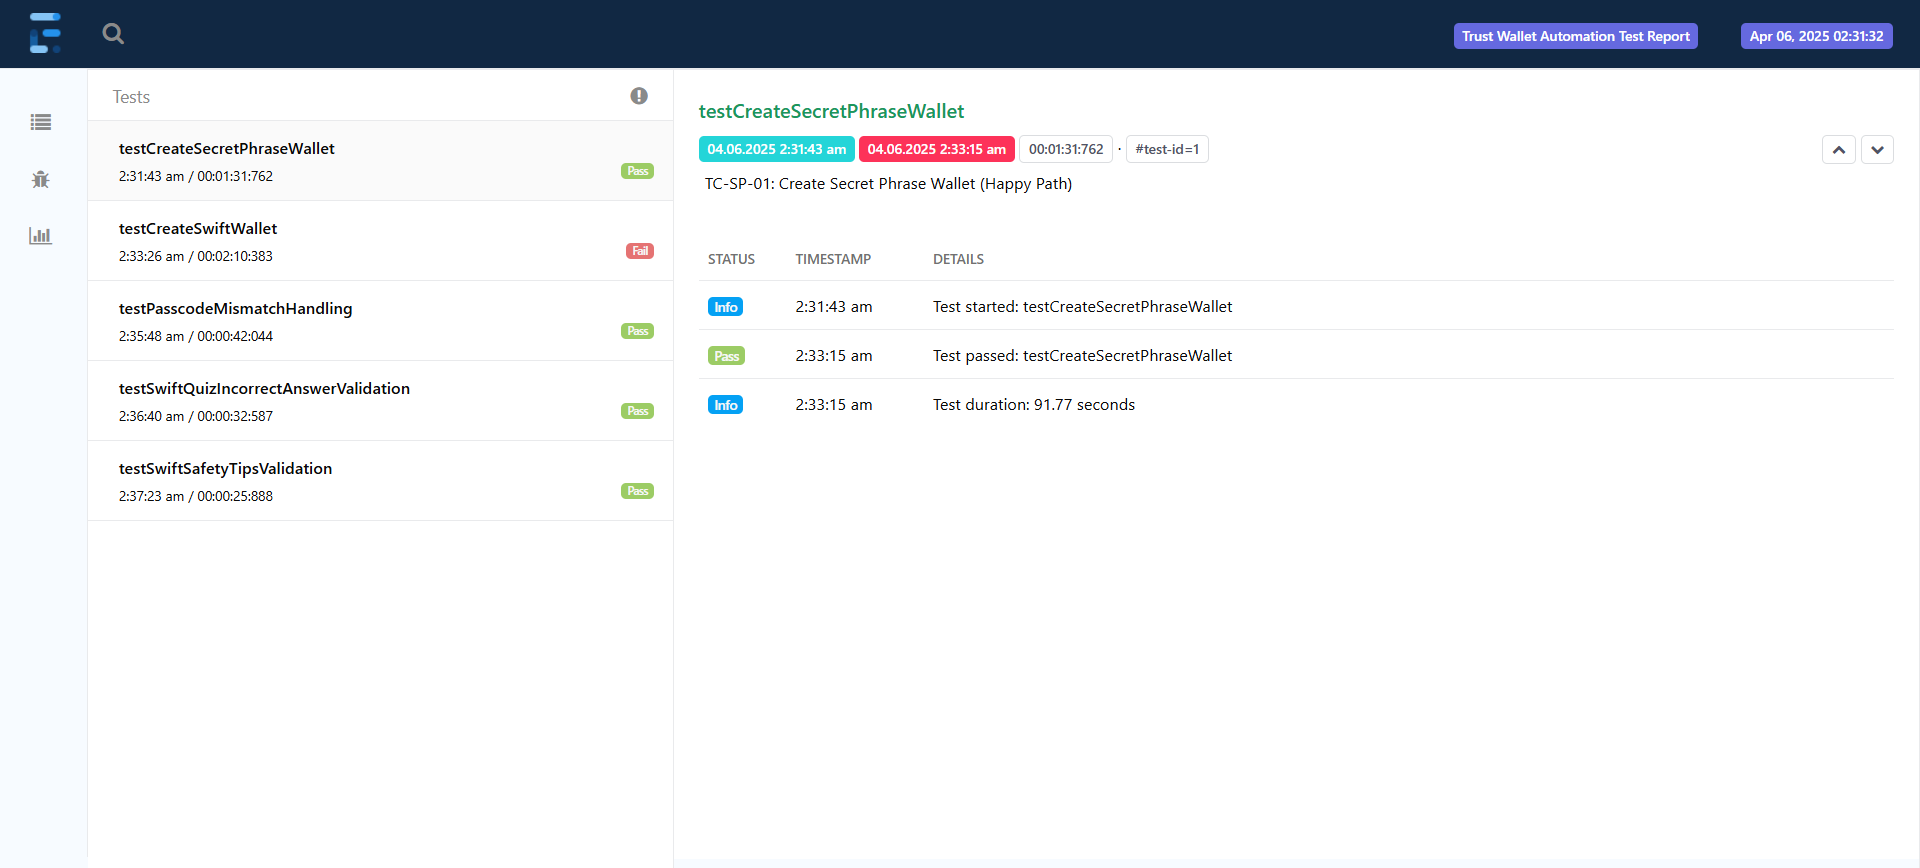 Trust Wallet Automation Test Report
Apr 06, 2025 02:31:32
Tests
testCreateSecretPhraseWallet
2:31:43 am / 00:01:31:762
Pass
testCreateSwiftWallet
2:33:26 am / 00:02:10:383
Fail
testPasscodeMismatchHandling
2:35:48 am / 00:00:42:044
Pass
testSwiftQuizIncorrectAnswerValidation
2:36:40 am / 00:00:32:587
Pass
testSwiftSafetyTipsValidation
2:37:23 am / 00:00:25:888
Pass
testCreateSecretPhraseWallet
04.06.2025 2:31:43 am 04.06.2025 2:33:15 am 00:01:31:762 · #test-id=1
TC-SP-01: Create Secret Phrase Wallet (Happy Path)
STATUS TIMESTAMP DETAILS
Info 2:31:43 am Test started: testCreateSecretPhraseWallet
Pass 2:33:15 am Test passed: testCreateSecretPhraseWallet
Info 2:33:15 am Test duration: 91.77 seconds